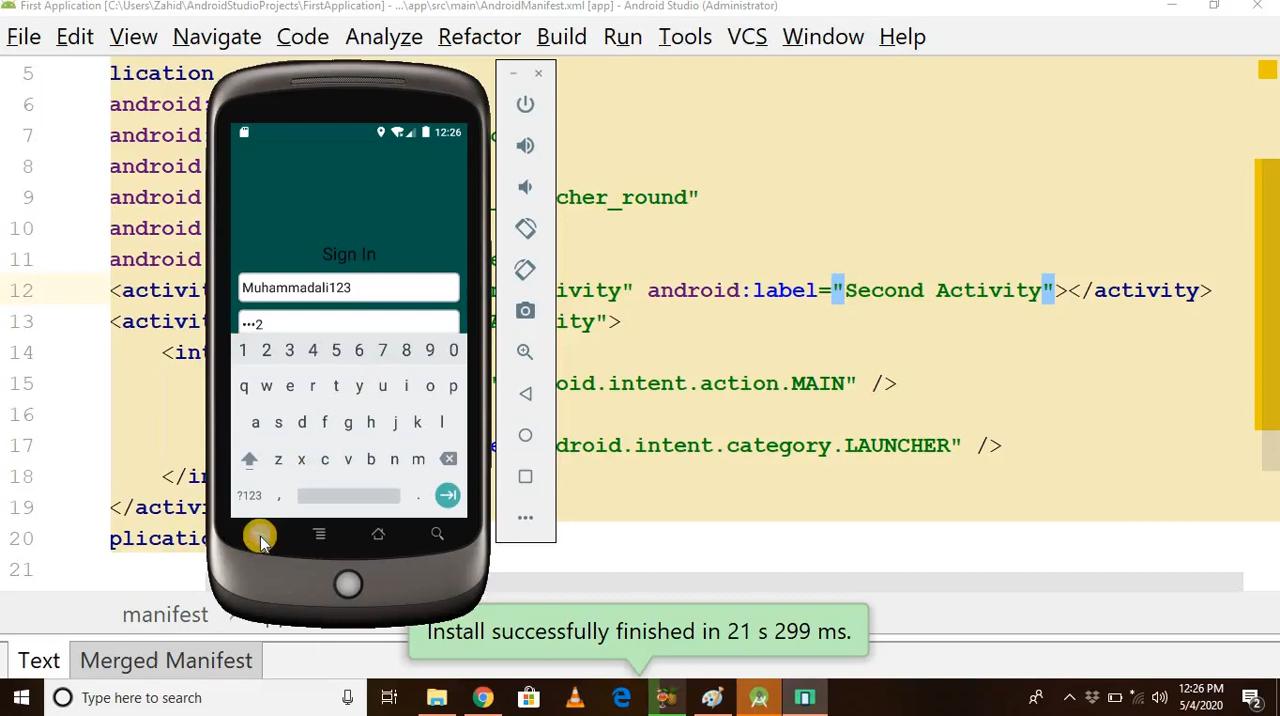 First Application [C:\Users\Zahid\AndroidStudioProjects\FirstApplication] - ...\app\src\main\AndroidManifest.xml [app] - Android Studio (Administrator)
File Edit View Navigate Code Analyze Refactor Build Run Tools VCS Window Help
5 lication
6 android:
7 android
8 android
9 android cher_round"
10 android
11 android
12 <activit ivity" android:label="Second Activity"></activity>
13 <activit ity">
14 <int
15 oid.intent.action.MAIN" />
16
17 droid.intent.category.LAUNCHER" />
18 </in
19 </activ
20 plicatio
21
12:26
Sign In
Muhammadali123
•••2
1 2 3 4 5 6 7 8 9 0
q w e r t y u i o p
a s d f g h j k l
z x c v b n m
?123 , .
manifest
Install successfully finished in 21 s 299 ms.
Text Merged Manifest
Type here to search
12:26 PM
5/4/2020
2